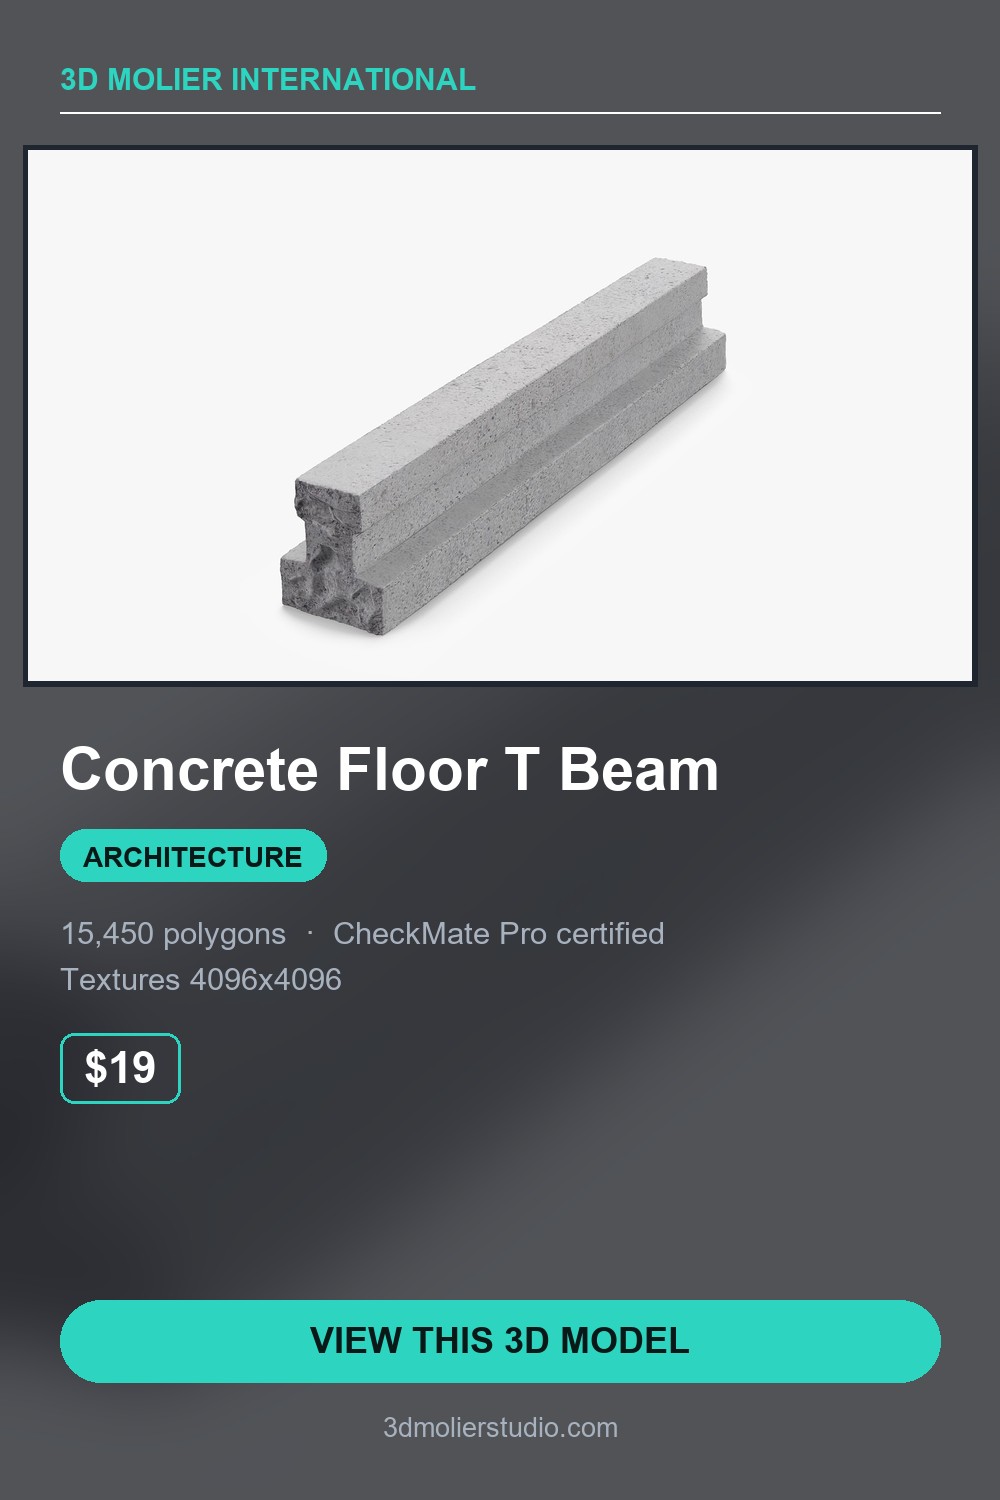 3D MOLIER INTERNATIONAL
Concrete Floor T Beam
ARCHITECTURE
15,450 polygons · CheckMate Pro certified
Textures 4096x4096
$19
VIEW THIS 3D MODEL
3dmolierstudio.com